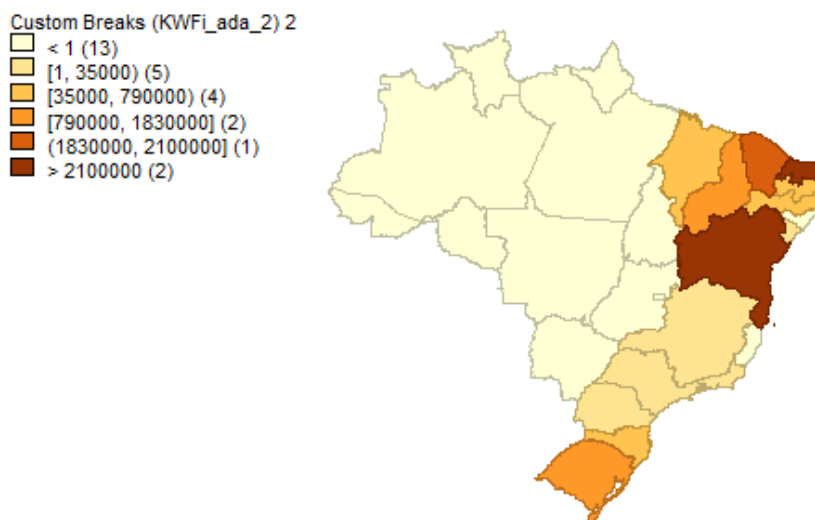 Custom Breaks (KWFi_ada_2) 2
< 1 (13)
[1, 35000) (5)
[35000, 790000) (4)
[790000, 1830000] (2)
(1830000, 2100000] (1)
> 2100000 (2)